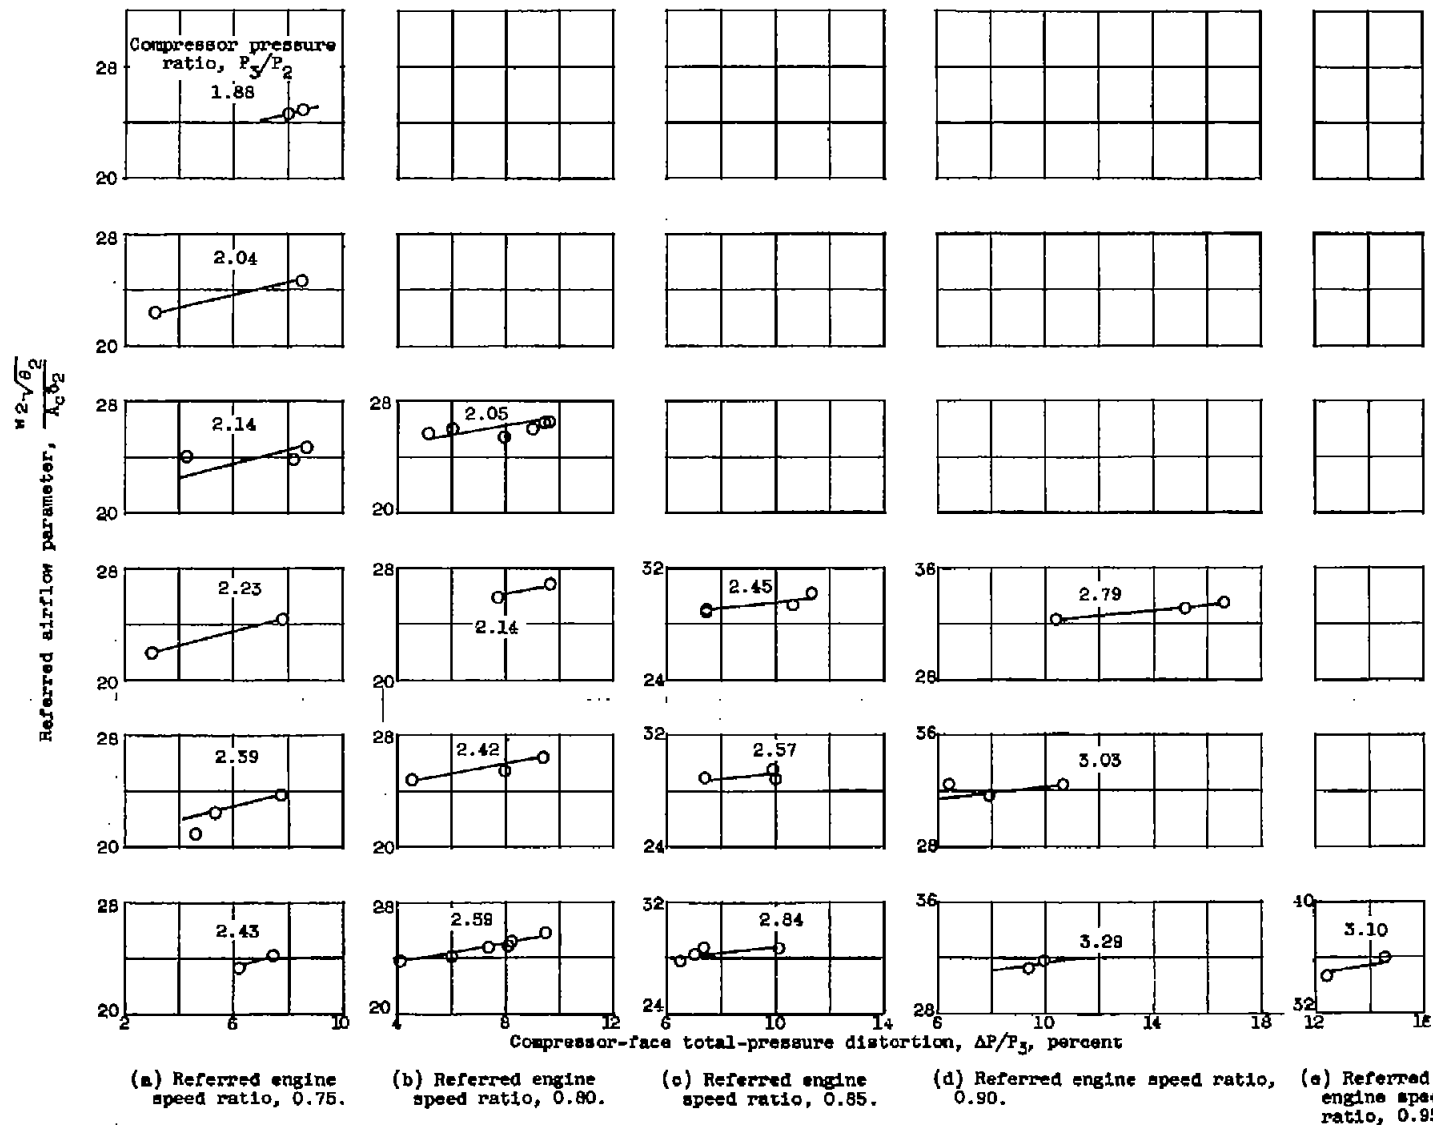 Compressor pressure
ratio, P3/P2
28
1.88
20
28
2.04
20
28
2.14
20
28
2.05
20
28
2.23
20
28
2.14
20
32
2.45
24
36
2.79
28
28
2.39
20
28
2.42
20
32
2.57
24
36
3.03
28
28
2.43
20
28
2.59
20
32
2.84
24
36
3.29
28
40
3.10
32
Referred airflow parameter, w2√θ2 / Acδ2
2 6 10
4 8 12
6 10 14
6 10 14 18
12 16
Compressor-face total-pressure distortion, ΔP/P3, percent
(a) Referred engine
speed ratio, 0.75.
(b) Referred engine
speed ratio, 0.80.
(c) Referred engine
speed ratio, 0.85.
(d) Referred engine speed ratio,
0.90.
(e) Referred
engine spee
ratio, 0.95